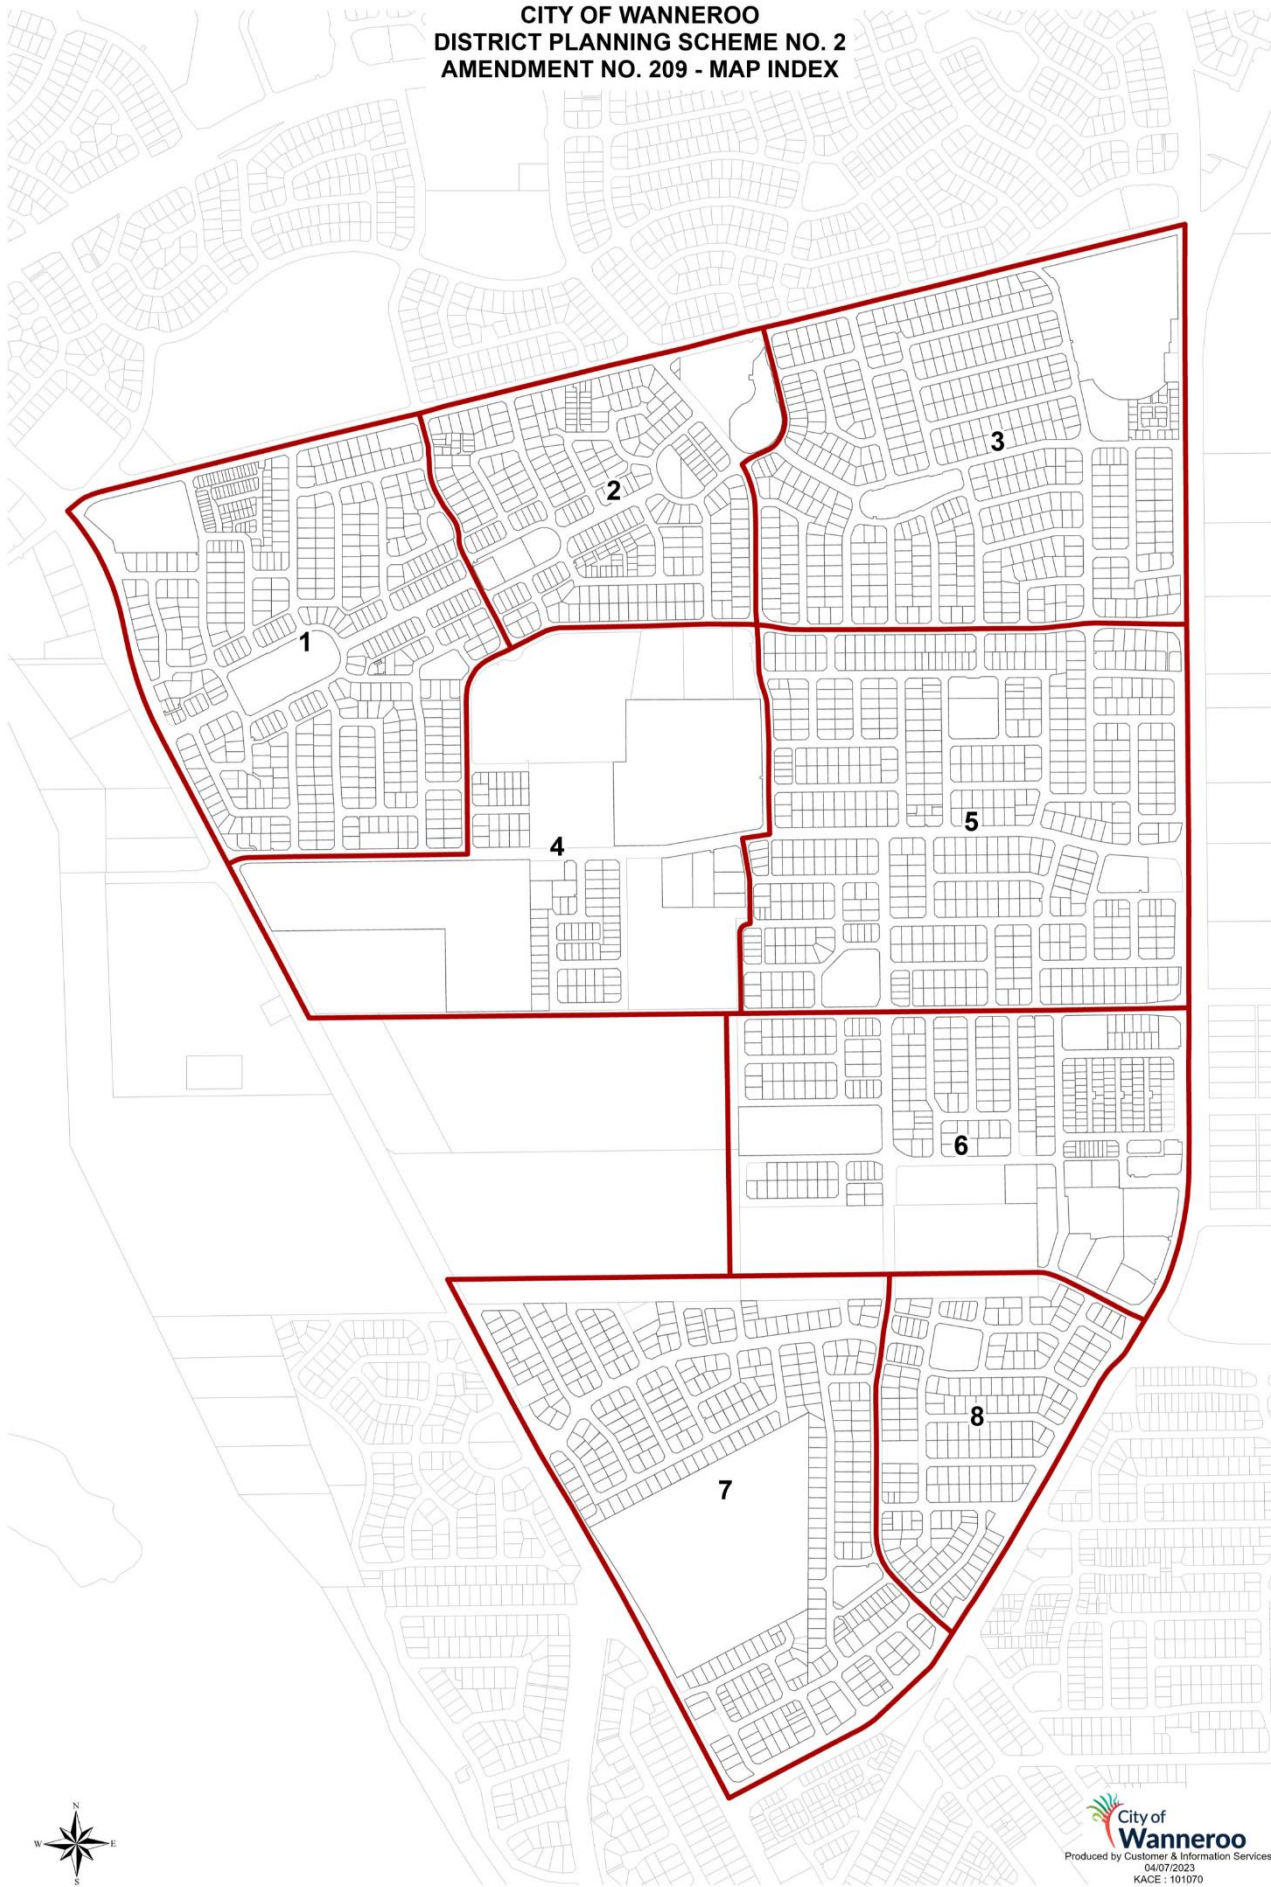 CITY OF WANNEROO
DISTRICT PLANNING SCHEME NO. 2
AMENDMENT NO. 209 - MAP INDEX
3
2
1
5
4
6
8
7
N
W
E
S
City of
Wanneroo
Produced by Customer & Information Services
04/07/2023
KACE : 101070